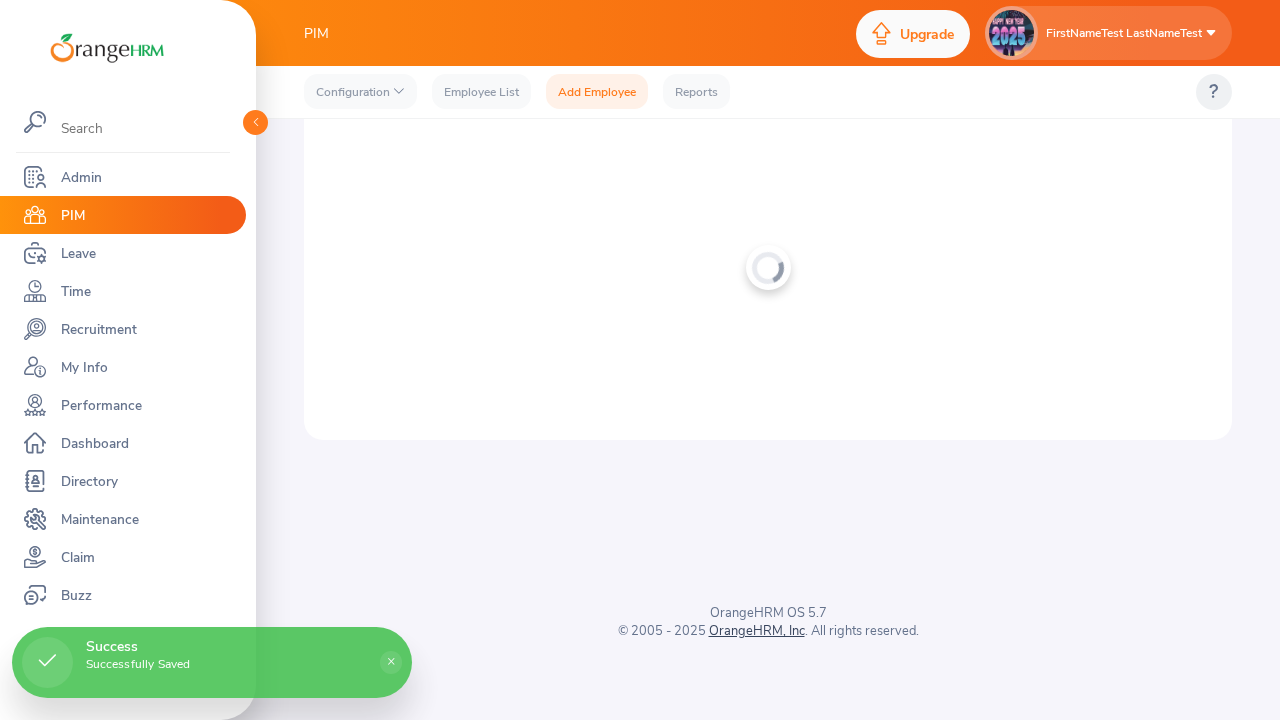 OrangeHRM
PIM
Upgrade
HAPPY NEW YEAR
2025
FirstNameTest LastNameTest
Configuration
Employee List
Add Employee
Reports
?
Search
Admin
PIM
Leave
Time
Recruitment
My Info
Performance
Dashboard
Directory
Maintenance
Claim
Buzz
Success
Successfully Saved
×
OrangeHRM OS 5.7
© 2005 - 2025 OrangeHRM, Inc. All rights reserved.